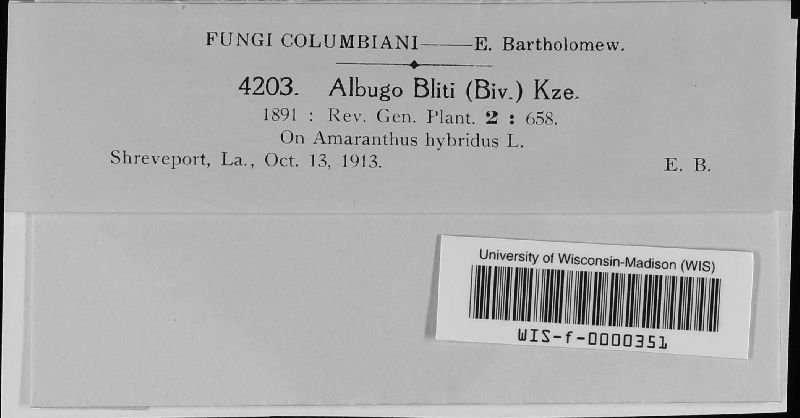 FUNGI COLUMBIANI——E. Bartholomew.
4203. Albugo Bliti (Biv.) Kze.
1891 : Rev. Gen. Plant. 2 : 658.
On Amaranthus hybridus L.
Shreveport, La., Oct. 13, 1913. E. B.
University of Wisconsin-Madison (WIS)
WIS-f-0000351